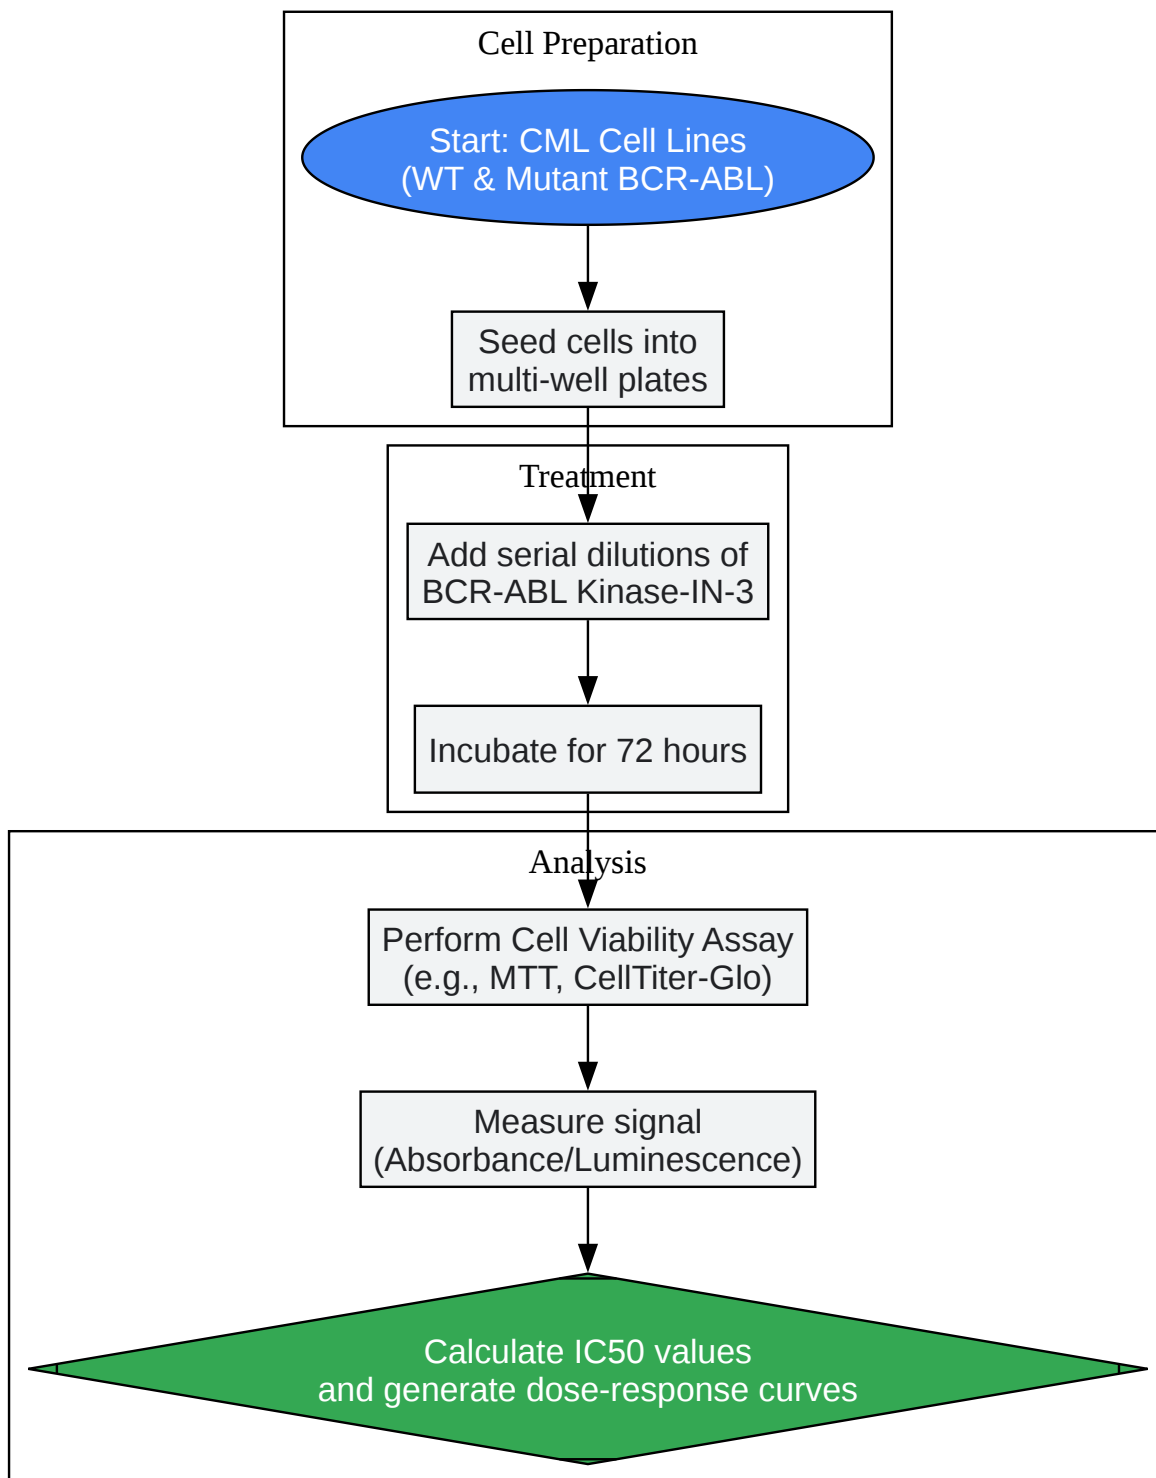 Cell Preparation
Start: CML Cell Lines
(WT & Mutant BCR-ABL)
Seed cells into
multi-well plates
Treatment
Add serial dilutions of
BCR-ABL Kinase-IN-3
Incubate for 72 hours
Analysis
Perform Cell Viability Assay
(e.g., MTT, CellTiter-Glo)
Measure signal
(Absorbance/Luminescence)
Calculate IC50 values
and generate dose-response curves